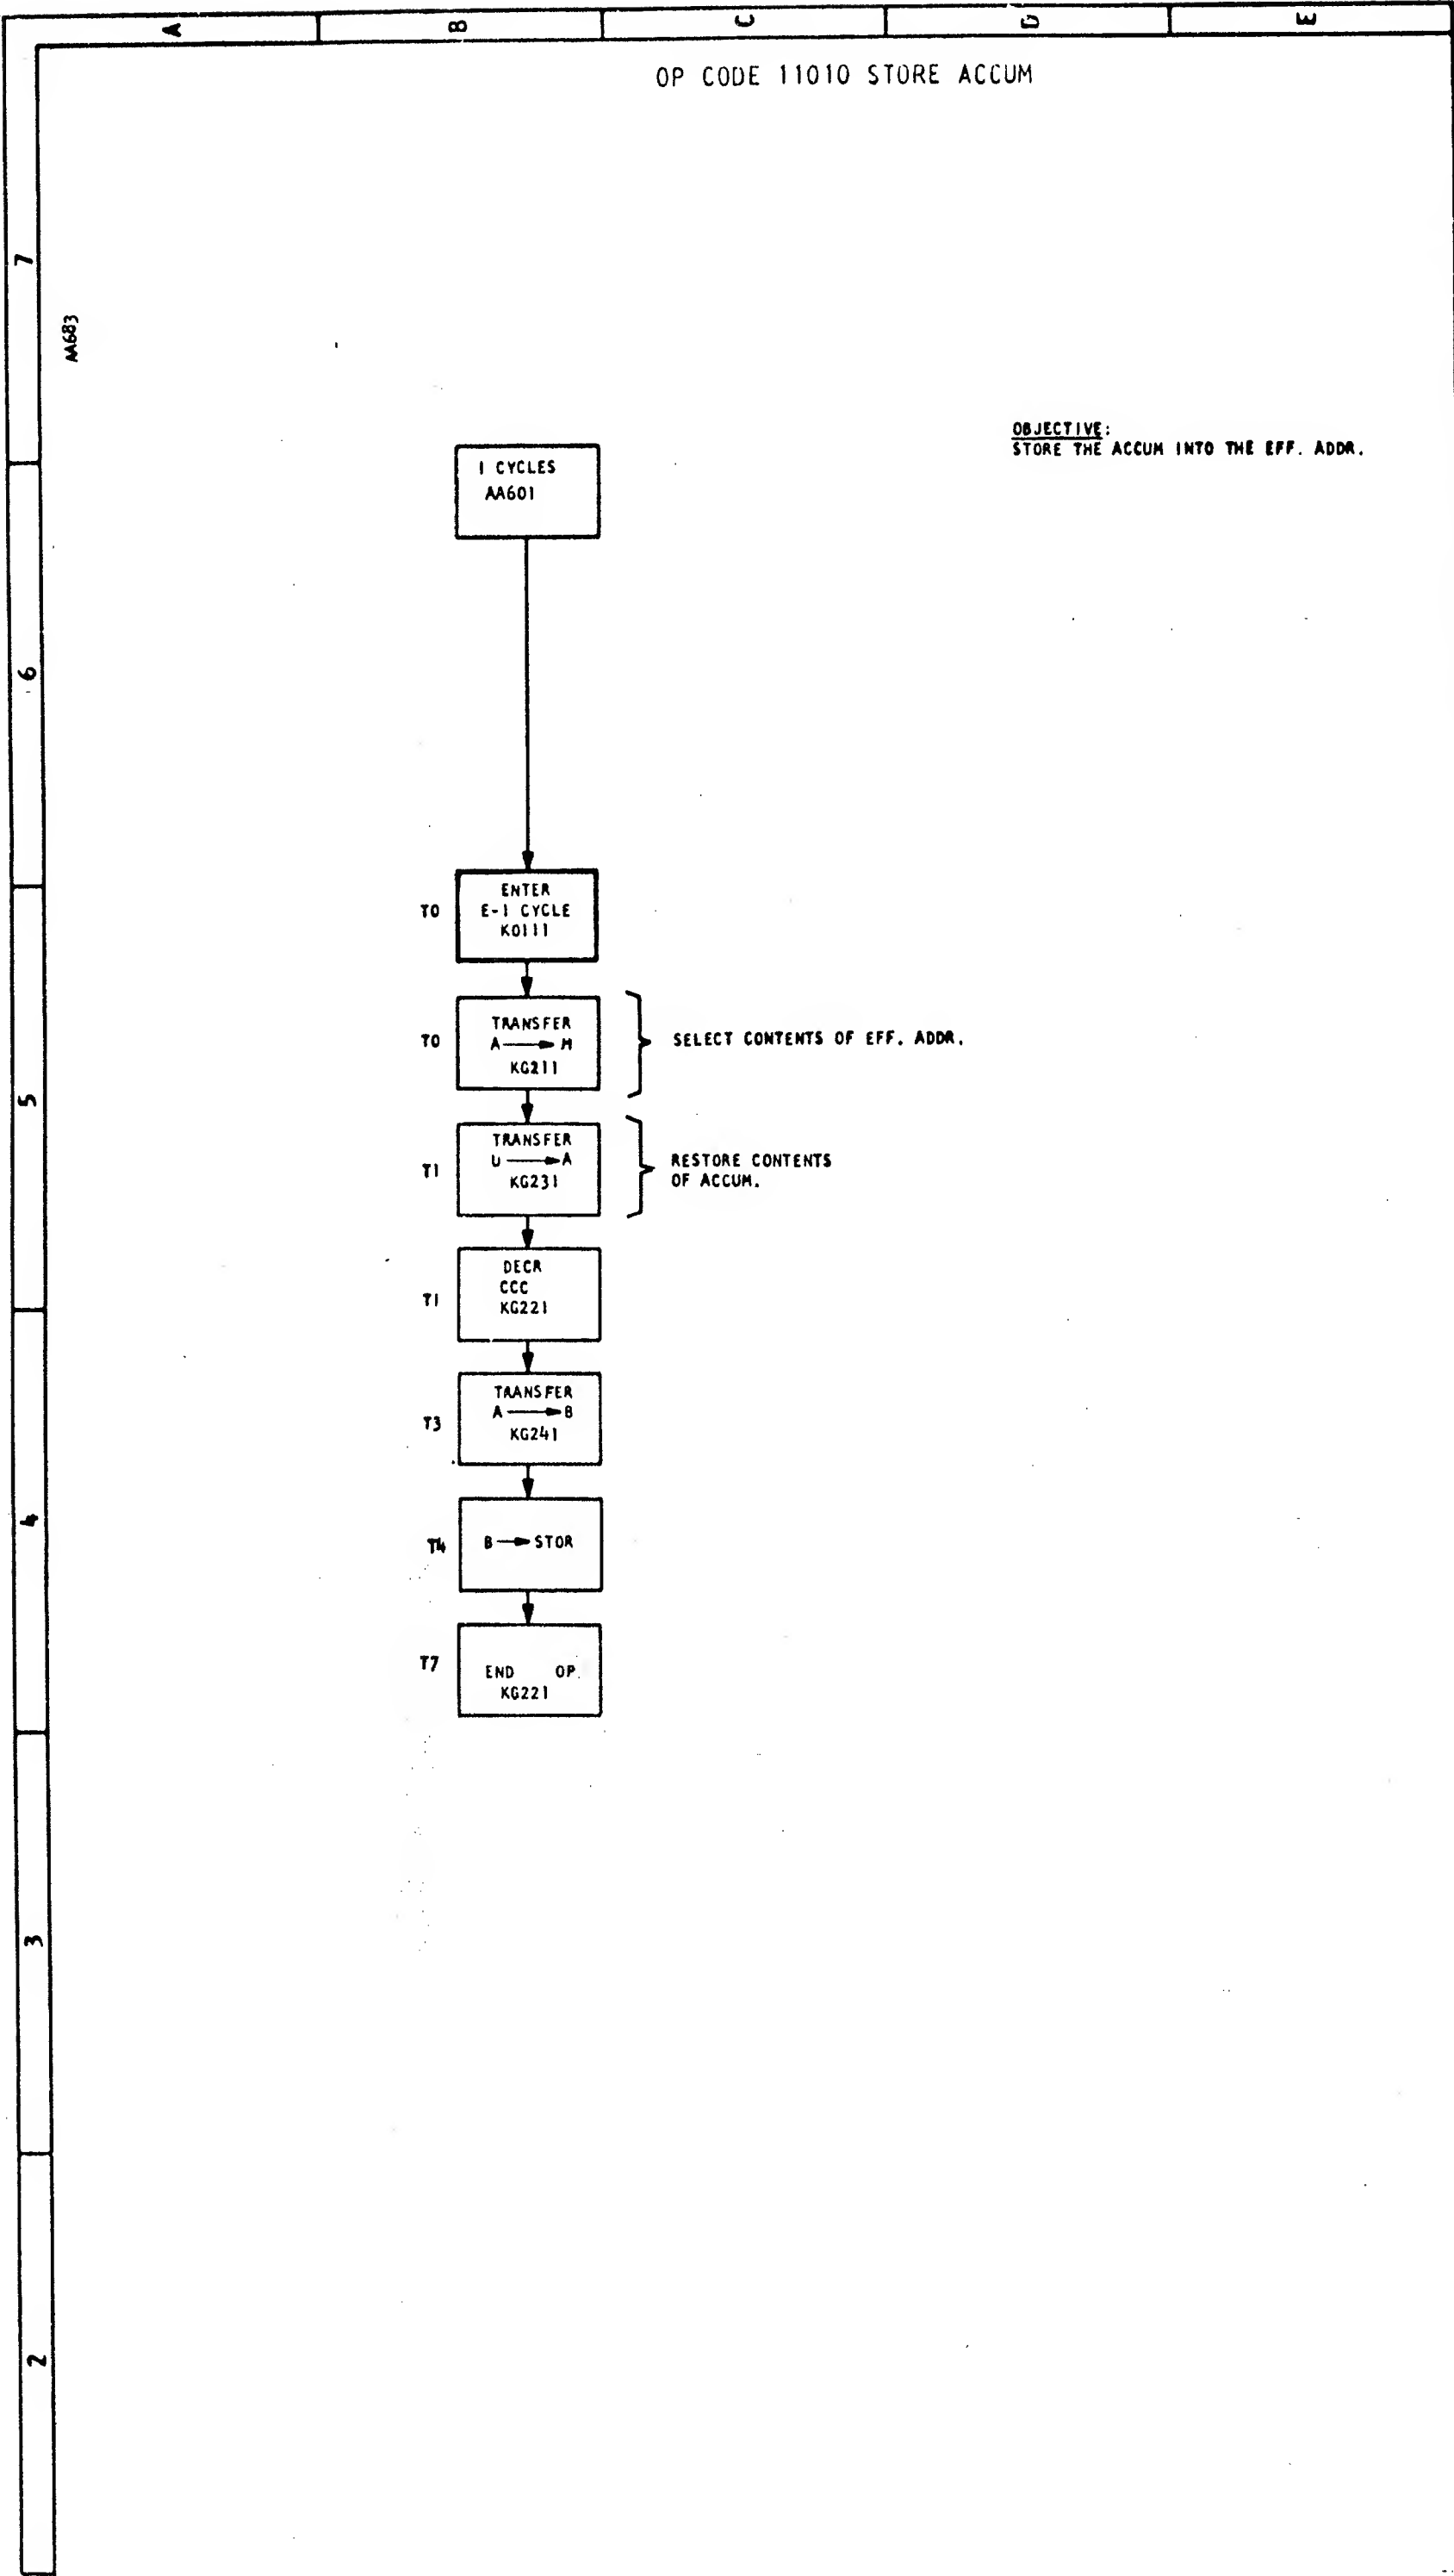 A
B
C
D
E
OP CODE 11010 STORE ACCUM
7
AA683
OBJECTIVE:
STORE THE ACCUM INTO THE EFF. ADDR.
I CYCLES
AA601
6
T0
ENTER
E-1 CYCLE
K0111
T0
TRANSFER
A → M
KG211
SELECT CONTENTS OF EFF. ADDR.
5
T1
TRANSFER
U → A
KG231
RESTORE CONTENTS
OF ACCUM.
T1
DECR
CCC
KG221
T3
TRANSFER
A → B
KG241
4
T4
B → STOR
T7
END OP.
KG221
3
2